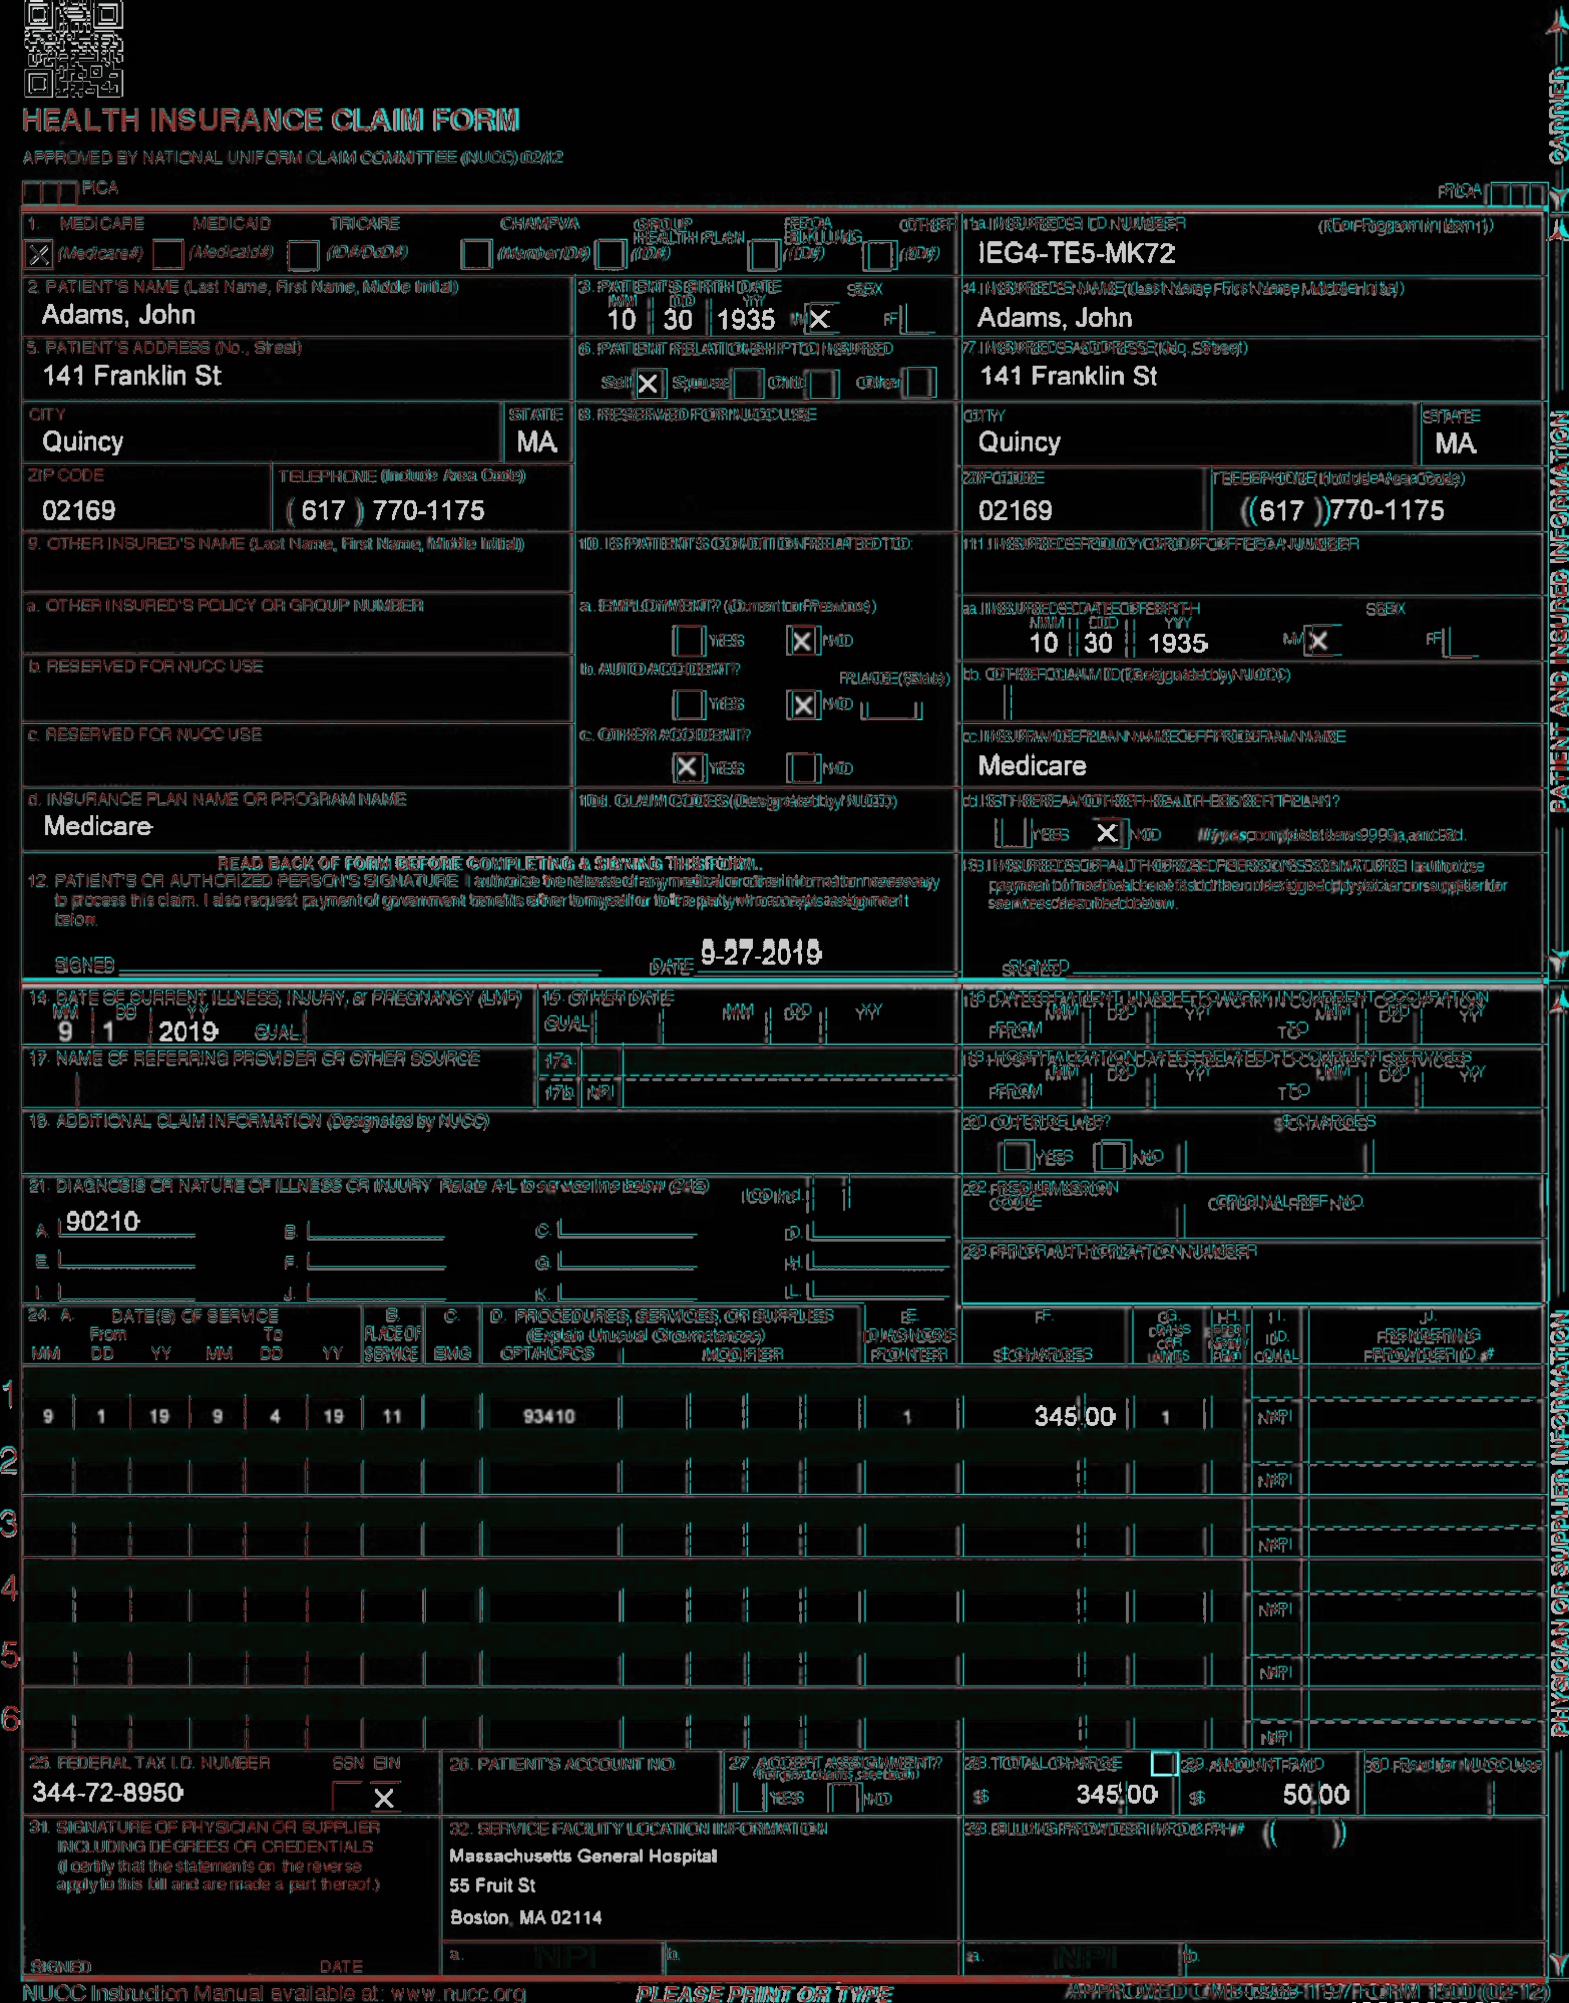 HEALTH INSURANCE CLAIM FORM
APPROVED BY NATIONAL UNIFORM CLAIM COMMITTEE (NUCC) 02/12
PICA
PICA
CARRIER
1. MEDICARE MEDICAID TRICARE CHAMPVA GROUP HEALTH PLAN FECA BLK LUNG OTHER
X (Medicare#) (Medicaid#) (ID#/DoD#) (Member ID#) (ID#) (ID#) (ID#)
1a. INSURED'S I.D. NUMBER (For Program in Item 1)
IEG4-TE5-MK72
2. PATIENT'S NAME (Last Name, First Name, Middle Initial)
Adams, John
3. PATIENT'S BIRTH DATE SEX
MM DD YY
10 30 1935 M X F
4. INSURED'S NAME (Last Name, First Name, Middle Initial)
Adams, John
5. PATIENT'S ADDRESS (No., Street)
141 Franklin St
6. PATIENT RELATIONSHIP TO INSURED
Self X Spouse Child Other
7. INSURED'S ADDRESS (No., Street)
141 Franklin St
CITY STATE
Quincy MA
8. RESERVED FOR NUCC USE
CITY STATE
Quincy MA
ZIP CODE TELEPHONE (Include Area Code)
02169 ( 617 ) 770-1175
ZIP CODE TELEPHONE (Include Area Code)
02169 ( 617 ) 770-1175
9. OTHER INSURED'S NAME (Last Name, First Name, Middle Initial)
10. IS PATIENT'S CONDITION RELATED TO:
11. INSURED'S POLICY GROUP OR FECA NUMBER
a. OTHER INSURED'S POLICY OR GROUP NUMBER
a. EMPLOYMENT? (Current or Previous)
YES X NO
a. INSURED'S DATE OF BIRTH SEX
MM DD YY
10 30 1935 M X F
b. RESERVED FOR NUCC USE
b. AUTO ACCIDENT? PLACE (State)
YES X NO
b. OTHER CLAIM ID (Designated by NUCC)
c. RESERVED FOR NUCC USE
c. OTHER ACCIDENT?
X YES NO
c. INSURANCE PLAN NAME OR PROGRAM NAME
Medicare
d. INSURANCE PLAN NAME OR PROGRAM NAME
Medicare
10d. CLAIM CODES (Designated by NUCC)
d. IS THERE ANOTHER HEALTH BENEFIT PLAN?
YES X NO If yes, complete items 9, 9a, and 9d.
PATIENT AND INSURED INFORMATION
READ BACK OF FORM BEFORE COMPLETING & SIGNING THIS FORM.
12. PATIENT'S OR AUTHORIZED PERSON'S SIGNATURE I authorize the release of any medical or other information necessary
to process this claim. I also request payment of government benefits either to myself or to the party who accepts assignment
below.
SIGNED DATE 9-27-2019
13. INSURED'S OR AUTHORIZED PERSON'S SIGNATURE I authorize
payment of medical benefits to the undersigned physician or supplier for
services described below.
SIGNED
14. DATE OF CURRENT ILLNESS, INJURY, or PREGNANCY (LMP)
MM DD YY
9 1 2019 QUAL.
15. OTHER DATE
QUAL. MM DD YY
16. DATES PATIENT UNABLE TO WORK IN CURRENT OCCUPATION
MM DD YY MM DD YY
FROM TO
17. NAME OF REFERRING PROVIDER OR OTHER SOURCE
17a.
17b. NPI
18. HOSPITALIZATION DATES RELATED TO CURRENT SERVICES
MM DD YY MM DD YY
FROM TO
19. ADDITIONAL CLAIM INFORMATION (Designated by NUCC)
20. OUTSIDE LAB? $ CHARGES
YES NO
21. DIAGNOSIS OR NATURE OF ILLNESS OR INJURY Relate A-L to service line below (24E) ICD Ind.
A. 90210 B. C. D.
E. F. G. H.
I. J. K. L.
22. RESUBMISSION CODE ORIGINAL REF. NO.
23. PRIOR AUTHORIZATION NUMBER
24. A. DATE(S) OF SERVICE B. C. D. PROCEDURES, SERVICES, OR SUPPLIES E. F. G. H. I. J.
From To PLACE OF (Explain Unusual Circumstances) DIAGNOSIS DAYS OR EPSDT Family ID. RENDERING
MM DD YY MM DD YY SERVICE EMG CPT/HCPCS MODIFIER POINTER $ CHARGES UNITS Plan QUAL. PROVIDER ID. #
1
9 1 19 9 4 19 11 93410 1 345 00 1 NPI
2
NPI
3
NPI
4
NPI
5
NPI
6
NPI
PHYSICIAN OR SUPPLIER INFORMATION
25. FEDERAL TAX I.D. NUMBER SSN EIN
344-72-8950 X
26. PATIENT'S ACCOUNT NO.
27. ACCEPT ASSIGNMENT?
(For govt. claims, see back)
YES NO
28. TOTAL CHARGE
$ 345 00
29. AMOUNT PAID
$ 50 00
30. Rsvd for NUCC Use
31. SIGNATURE OF PHYSICIAN OR SUPPLIER
INCLUDING DEGREES OR CREDENTIALS
(I certify that the statements on the reverse
apply to this bill and are made a part thereof.)
SIGNED DATE
32. SERVICE FACILITY LOCATION INFORMATION
Massachusetts General Hospital
55 Fruit St
Boston, MA 02114
a. NPI b.
33. BILLING PROVIDER INFO & PH# ( )
a. NPI b.
NUCC Instruction Manual available at: www.nucc.org
PLEASE PRINT OR TYPE
APPROVED OMB-0938-1197 FORM 1500 (02-12)